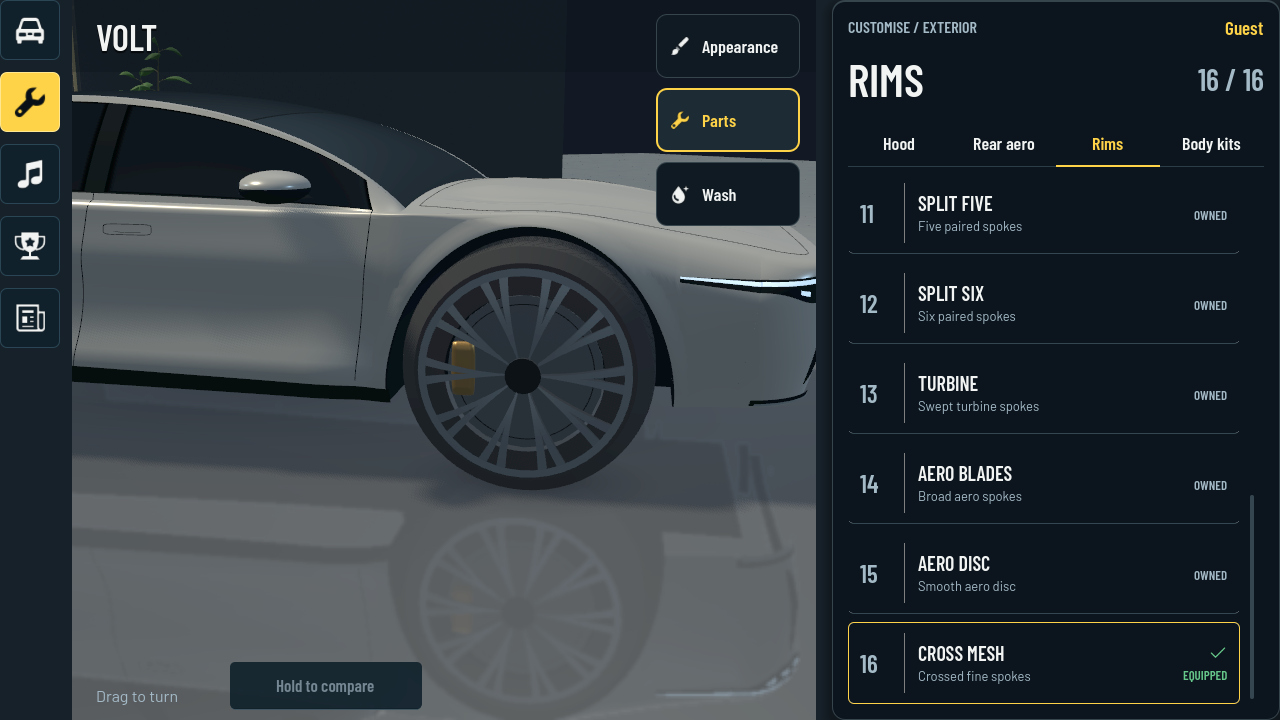 VOLT
Appearance
Parts
Wash
Drag to turn
Hold to compare
CUSTOMISE / EXTERIOR
Guest
RIMS
16 / 16
Hood
Rear aero
Rims
Body kits
11
SPLIT FIVE
Five paired spokes
OWNED
12
SPLIT SIX
Six paired spokes
OWNED
13
TURBINE
Swept turbine spokes
OWNED
14
AERO BLADES
Broad aero spokes
OWNED
15
AERO DISC
Smooth aero disc
OWNED
16
CROSS MESH
Crossed fine spokes
EQUIPPED